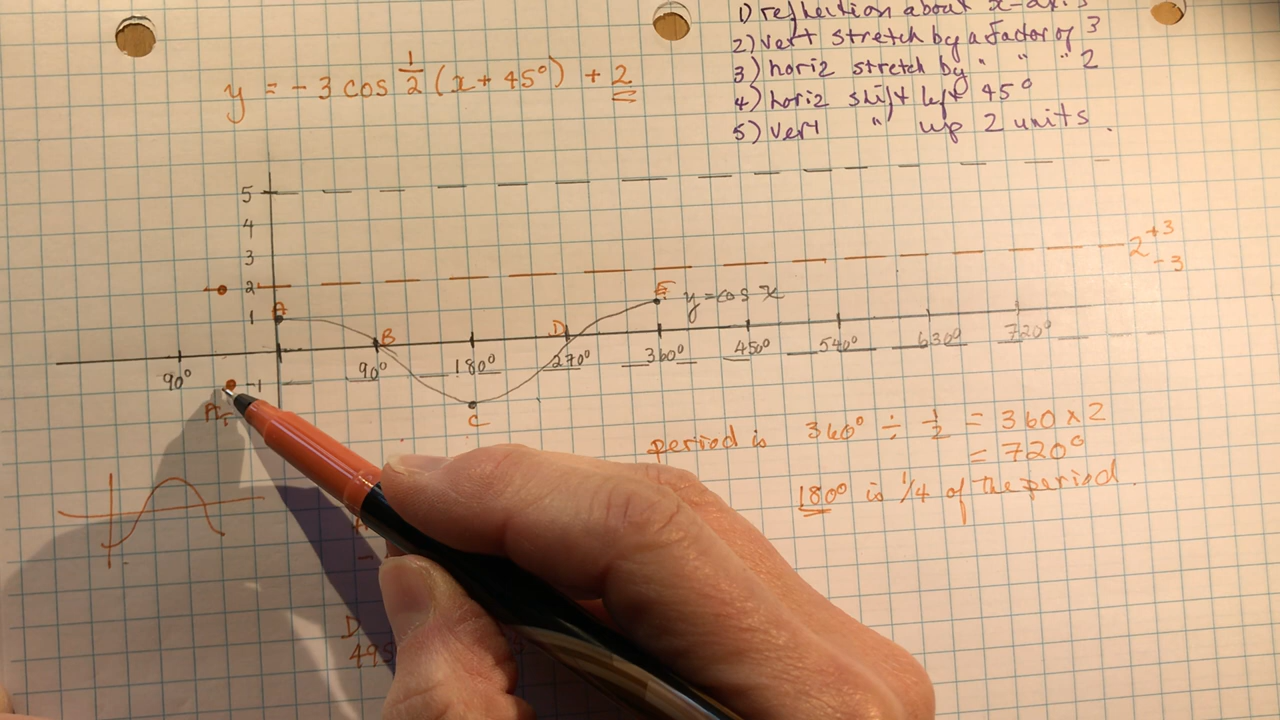 1) reflection about x-axis
2) vert stretch by a factor of 3
3) horiz stretch by " " " 2
4) horiz shift left 45°
5) vert " up 2 units.
y = -3 cos 1/2 (x + 45°) + 2
5
4
3
2
1
-1
2 +3 -3
A
B
C
D
E
y = cos x
90°
90°
180°
270°
360°
450°
540°
630°
720°
period is 360° ÷ 1/2 = 360 x 2
= 720°
180° is 1/4 of the period.
D